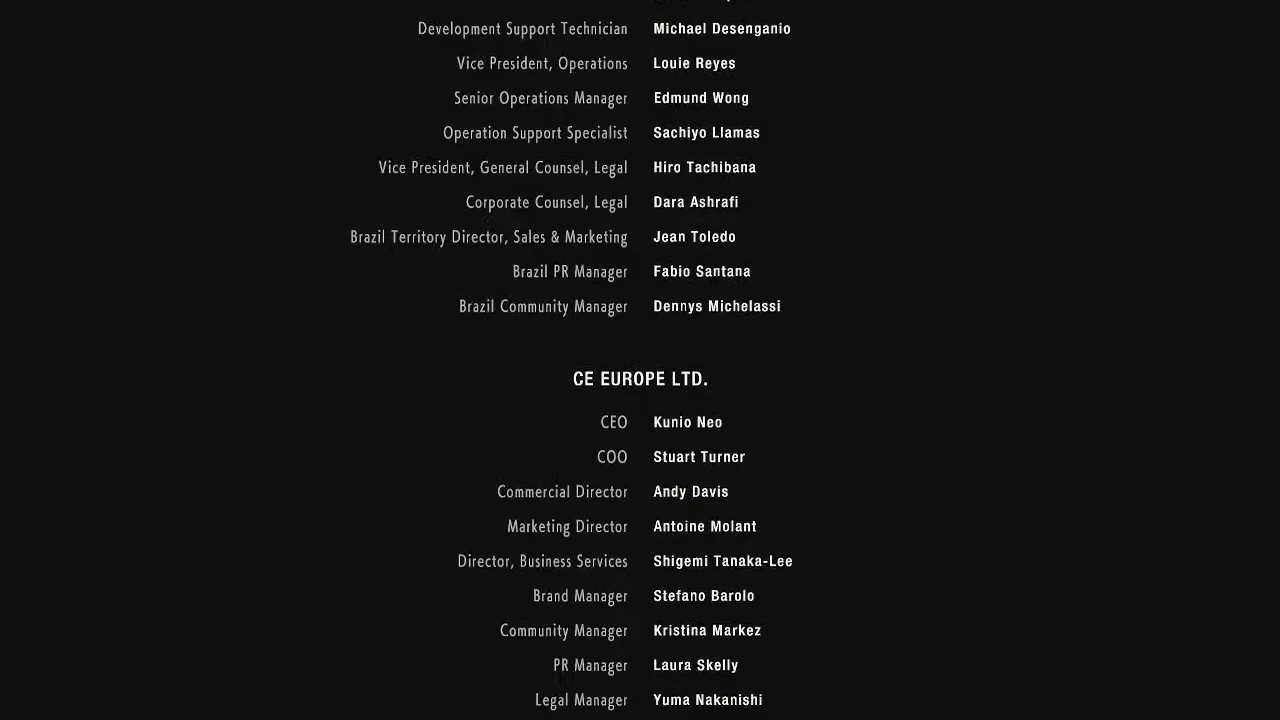 Development Support Technician Michael Desenganio
Vice President, Operations Louie Reyes
Senior Operations Manager Edmund Wong
Operation Support Specialist Sachiyo Llamas
Vice President, General Counsel, Legal Hiro Tachibana
Corporate Counsel, Legal Dara Ashrafi
Brazil Territory Director, Sales & Marketing Jean Toledo
Brazil PR Manager Fabio Santana
Brazil Community Manager Dennys Michelassi
CE EUROPE LTD.
CEO Kunio Neo
COO Stuart Turner
Commercial Director Andy Davis
Marketing Director Antoine Molant
Director, Business Services Shigemi Tanaka-Lee
Brand Manager Stefano Barolo
Community Manager Kristina Markez
PR Manager Laura Skelly
Legal Manager Yuma Nakanishi